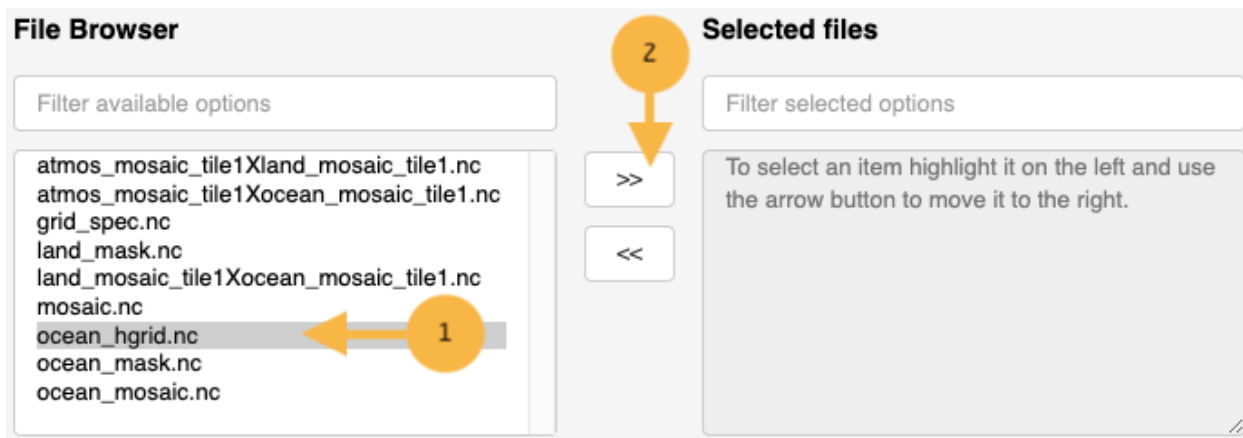 File Browser
Selected files
2
Filter available options
Filter selected options
atmos_mosaic_tile1Xland_mosaic_tile1.nc
atmos_mosaic_tile1Xocean_mosaic_tile1.nc
grid_spec.nc
land_mask.nc
land_mosaic_tile1Xocean_mosaic_tile1.nc
mosaic.nc
ocean_hgrid.nc
ocean_mask.nc
ocean_mosaic.nc
1
>>
<<
To select an item highlight it on the left and use
the arrow button to move it to the right.